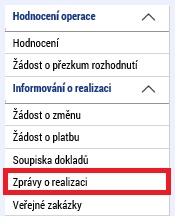 Hodnocení operace
Hodnocení
Žádost o přezkum rozhodnutí
Informování o realizaci
Žádost o změnu
Žádost o platbu
Soupiska dokladů
Zprávy o realizaci
Veřejné zakázky